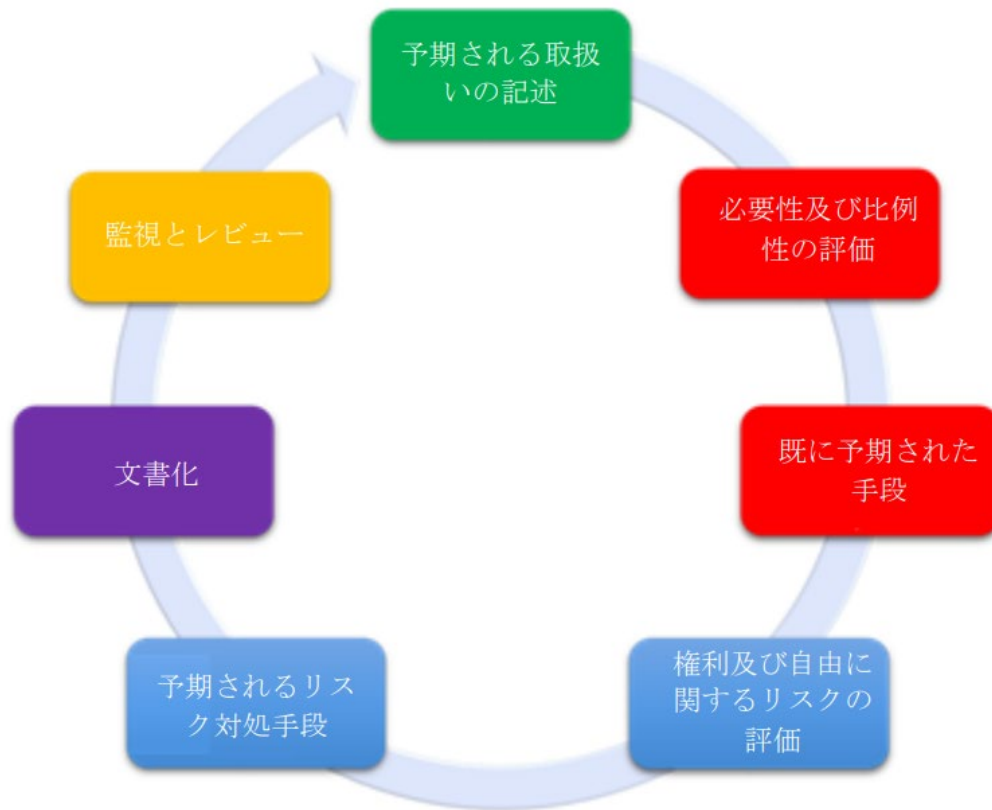 予期される取扱
いの記述
必要性及び比例
性の評価
既に予期された
手段
権利及び自由に
関するリスクの
評価
予期されるリス
ク対処手段
文書化
監視とレビュー